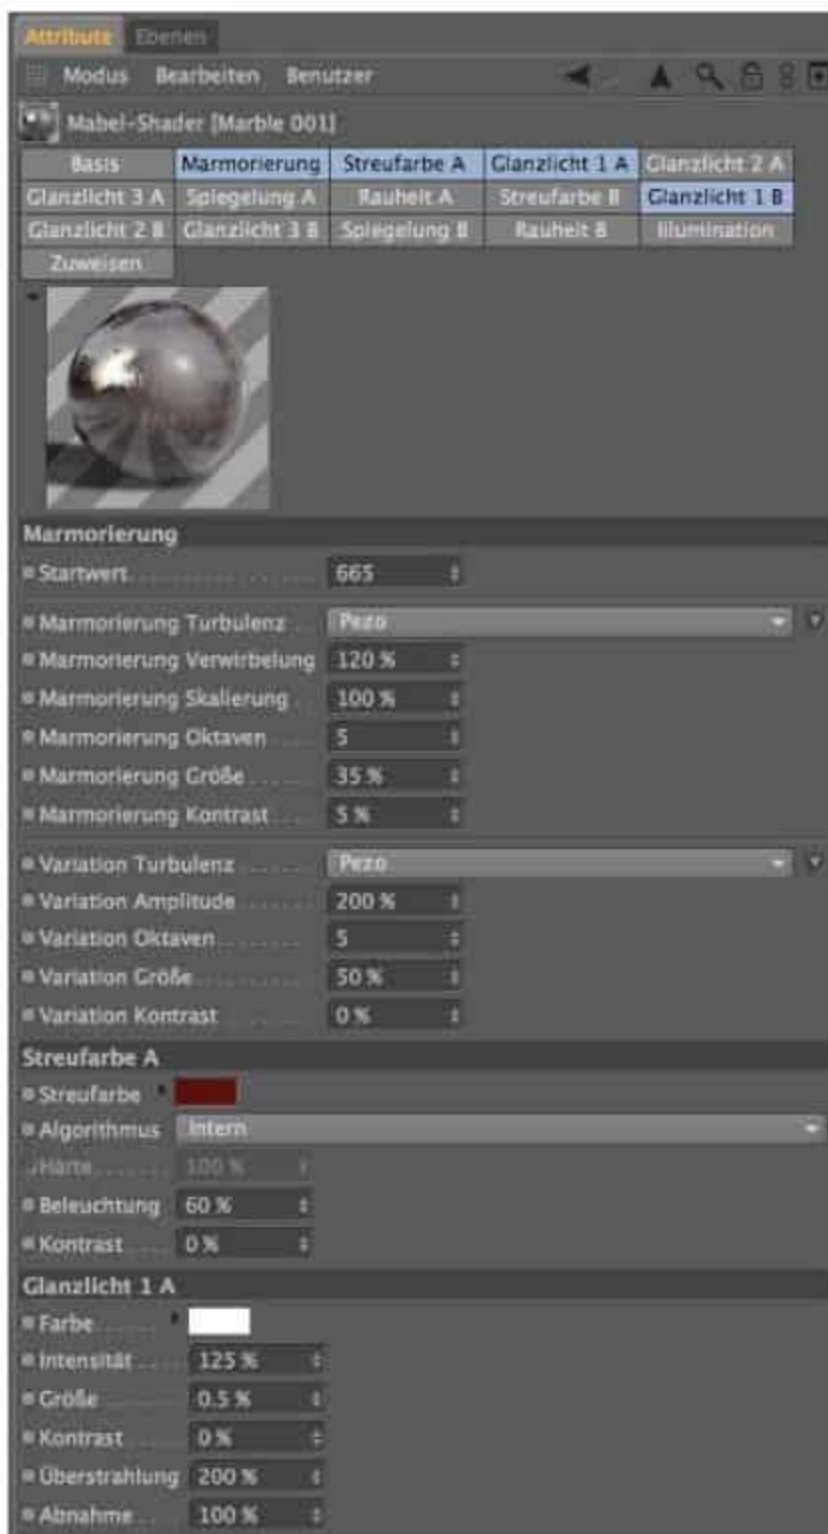 Attribute Ebenen
Modus Bearbeiten Benutzer
Mabel-Shader [Marble 001]
Basis Marmorierung Streufarbe A Glanzlicht 1 A Glanzlicht 2 A
Glanzlicht 3 A Spiegelung A Rauheit A Streufarbe B Glanzlicht 1 B
Glanzlicht 2 B Glanzlicht 3 B Spiegelung B Rauheit B Illumination
Zuweisen
Marmorierung
Startwert 665
Marmorierung Turbulenz Pezo
Marmorierung Verwirbelung 120 %
Marmorierung Skalierung 100 %
Marmorierung Oktaven 5
Marmorierung Größe 35 %
Marmorierung Kontrast 5 %
Variation Turbulenz Pezo
Variation Amplitude 200 %
Variation Oktaven 5
Variation Größe 50 %
Variation Kontrast 0 %
Streufarbe A
Streufarbe
Algorithmus Intern
Härte 100 %
Beleuchtung 60 %
Kontrast 0 %
Glanzlicht 1 A
Farbe
Intensität 125 %
Größe 0.5 %
Kontrast 0 %
Überstrahlung 200 %
Abnahme 100 %